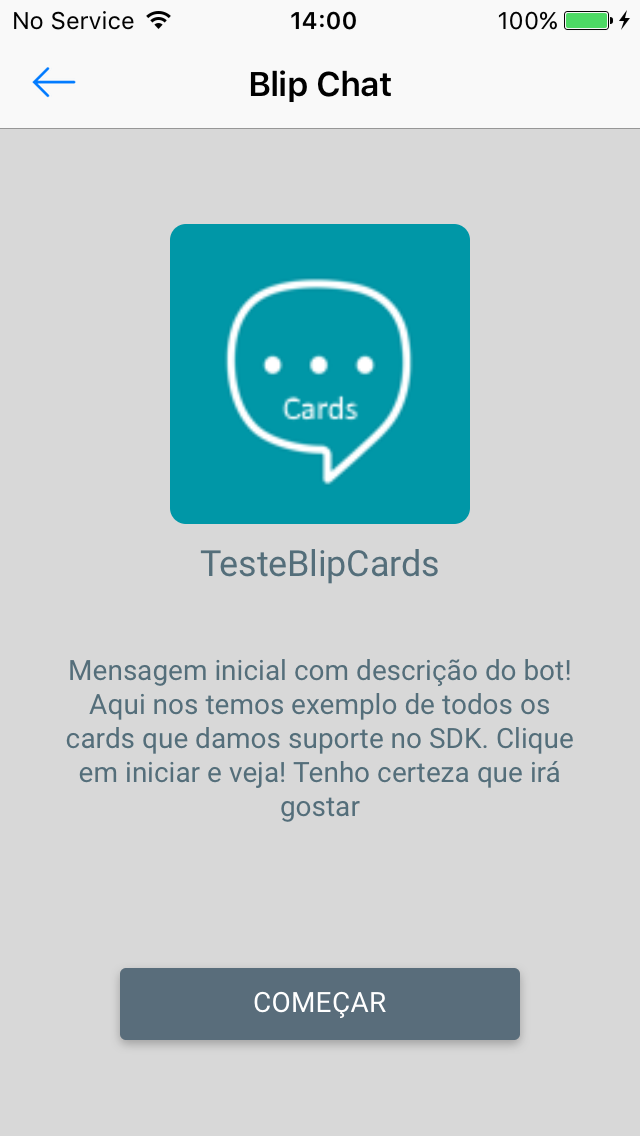 No Service 14:00 100%
Blip Chat
Cards
TesteBlipCards
Mensagem inicial com descrição do bot!
Aqui nos temos exemplo de todos os
cards que damos suporte no SDK. Clique
em iniciar e veja! Tenho certeza que irá
gostar
COMEÇAR